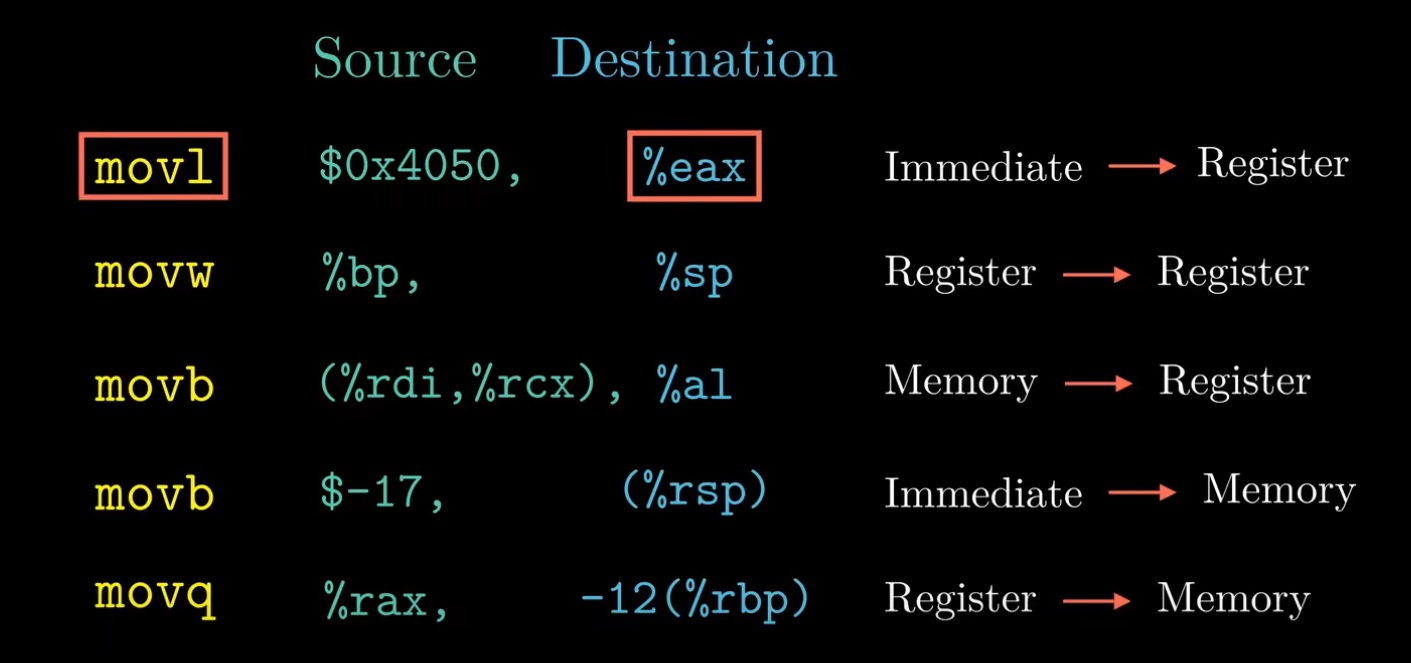 Source Destination
movl $0x4050, %eax Immediate → Register
movw %bp, %sp Register → Register
movb (%rdi,%rcx), %al Memory → Register
movb $-17, (%rsp) Immediate → Memory
movq %rax, -12(%rbp) Register → Memory